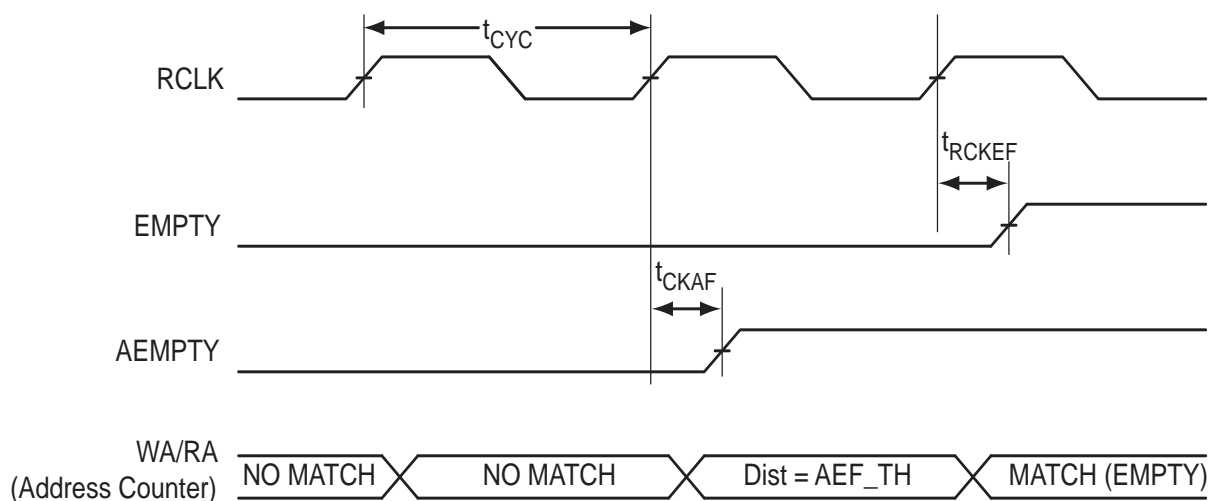 tCYC
RCLK
tRCKEF
EMPTY
tCKAF
AEMPTY
WA/RA
(Address Counter)
NO MATCH
NO MATCH
Dist = AEF_TH
MATCH (EMPTY)